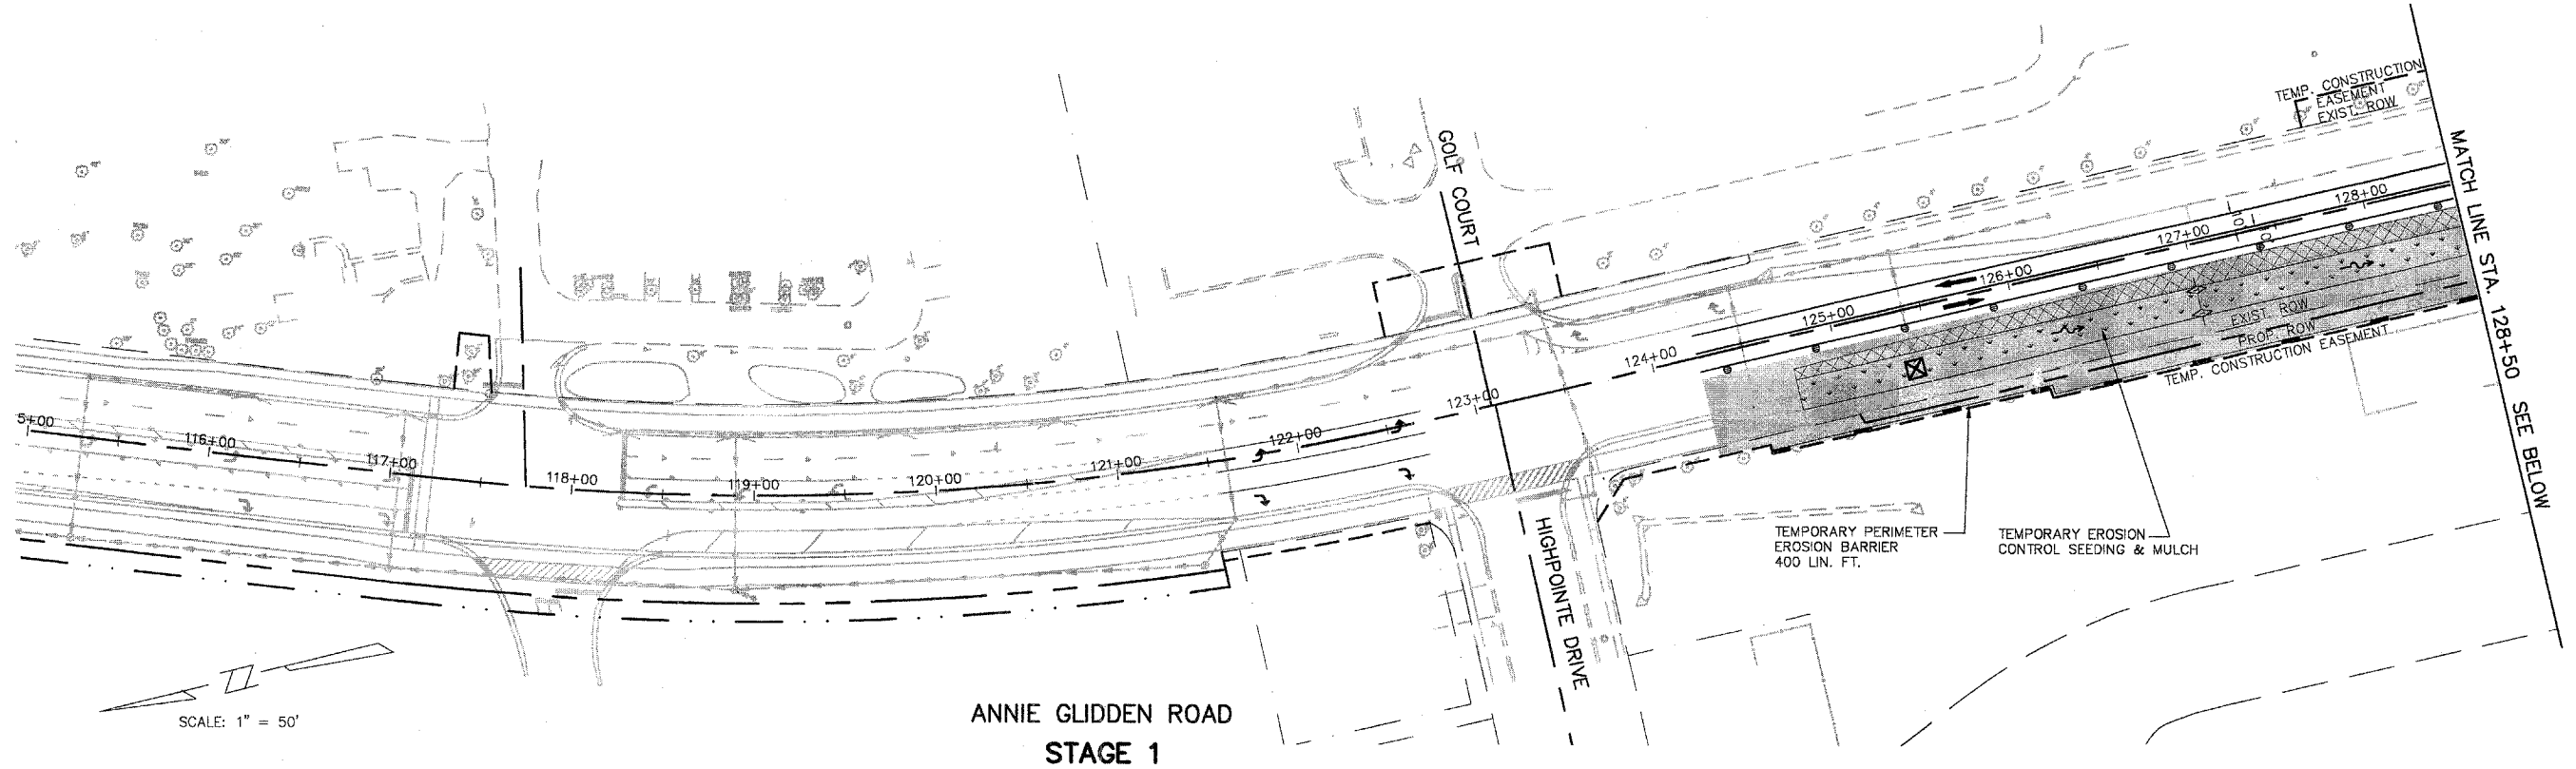 TEMP. CONSTRUCTION
EASEMENT
EXIST. ROW
GOLF COURT
MATCH LINE STA. 128+50 SEE BELOW
5+00
116+00
117+00
118+00
119+00
120+00
121+00
122+00
123+00
124+00
125+00
126+00
127+00
128+00
10'
10'
EXIST ROW
PROP. ROW
TEMP. CONSTRUCTION EASEMENT
TEMPORARY PERIMETER
EROSION BARRIER
400 LIN. FT.
TEMPORARY EROSION
CONTROL SEEDING & MULCH
HIGHPOINTE DRIVE
SCALE: 1" = 50'
ANNIE GLIDDEN ROAD
STAGE 1